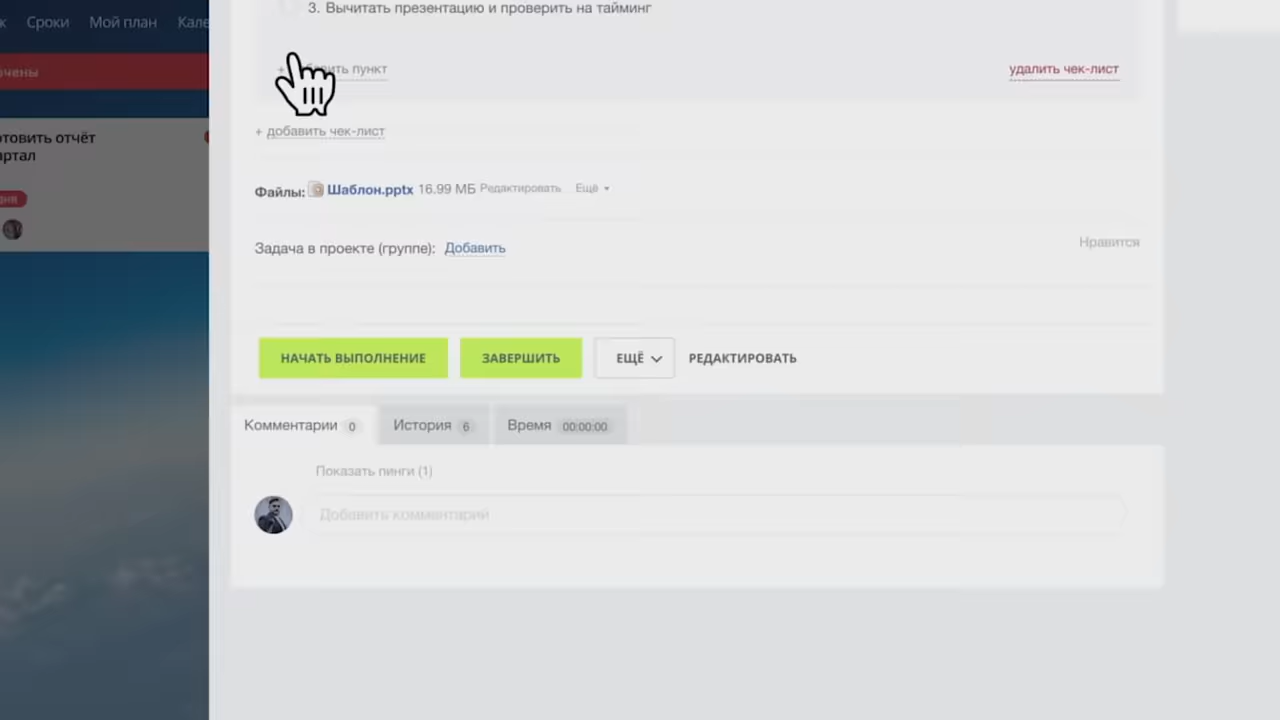 Сроки Мой план
3. Вычитать презентацию и проверить на тайминг
пункт
удалить чек-лист
отчёт
+ добавить чек-лист
Файлы: Шаблон.pptx 16.99 МБ Редактировать Ещё
Задача в проекте (группе): Добавить
Нравится
НАЧАТЬ ВЫПОЛНЕНИЕ ЗАВЕРШИТЬ ЕЩЁ РЕДАКТИРОВАТЬ
Комментарии 0 История 6 Время 00:00:00
Показать пинги (1)
Добавить комментарий